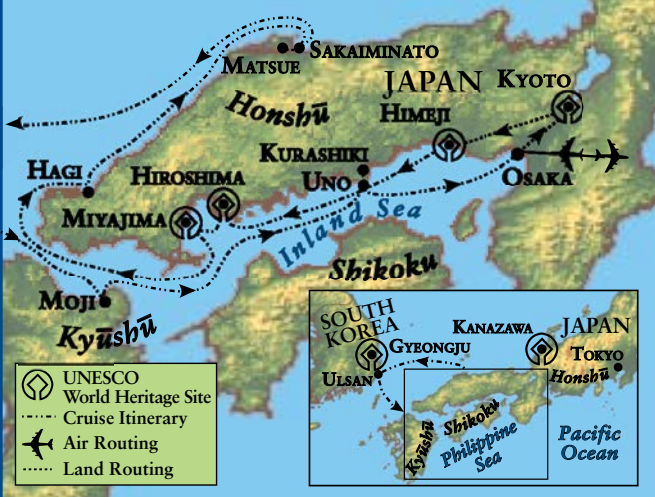 SAKAIMINATO
MATSUE
JAPAN
KYOTO
Honshū
HIMEJI
KURASHIKI
HAGI
HIROSHIMA
UNO
OSAKA
MIYAJIMA
Inland Sea
Shikoku
MOJI
Kyūshū
UNESCO
World Heritage Site
Cruise Itinerary
Air Routing
Land Routing
SOUTH
KOREA
KANAZAWA
JAPAN
GYEONGJU
TOKYO
ULSAN
Honshū
Kyūshū
Shikoku
Philippine
Sea
Pacific
Ocean